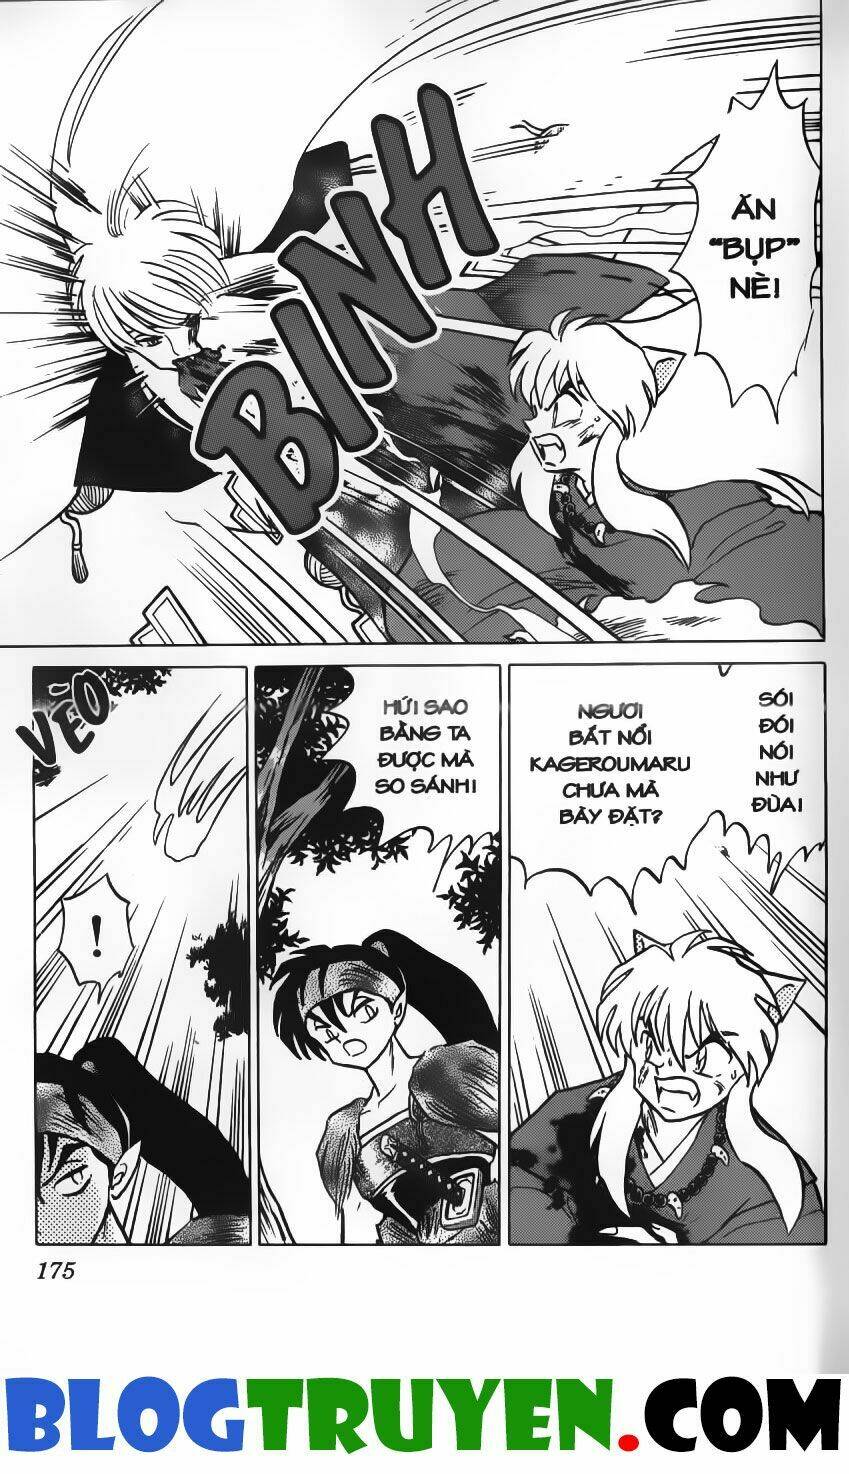 ĂN
"BỤP"
NÈ!
BINH
SÓI
ĐÓI
NÓI
NHƯ
ĐÙA!
NGƯƠI
BẮT NỔI
KAGEROUMARU
CHƯA MÀ
BÀY ĐẶT?
HỨ! SAO
BẰNG TA
ĐƯỢC MÀ
SO SÁNH!
VÈO
!
175
BLOGTRUYEN.COM